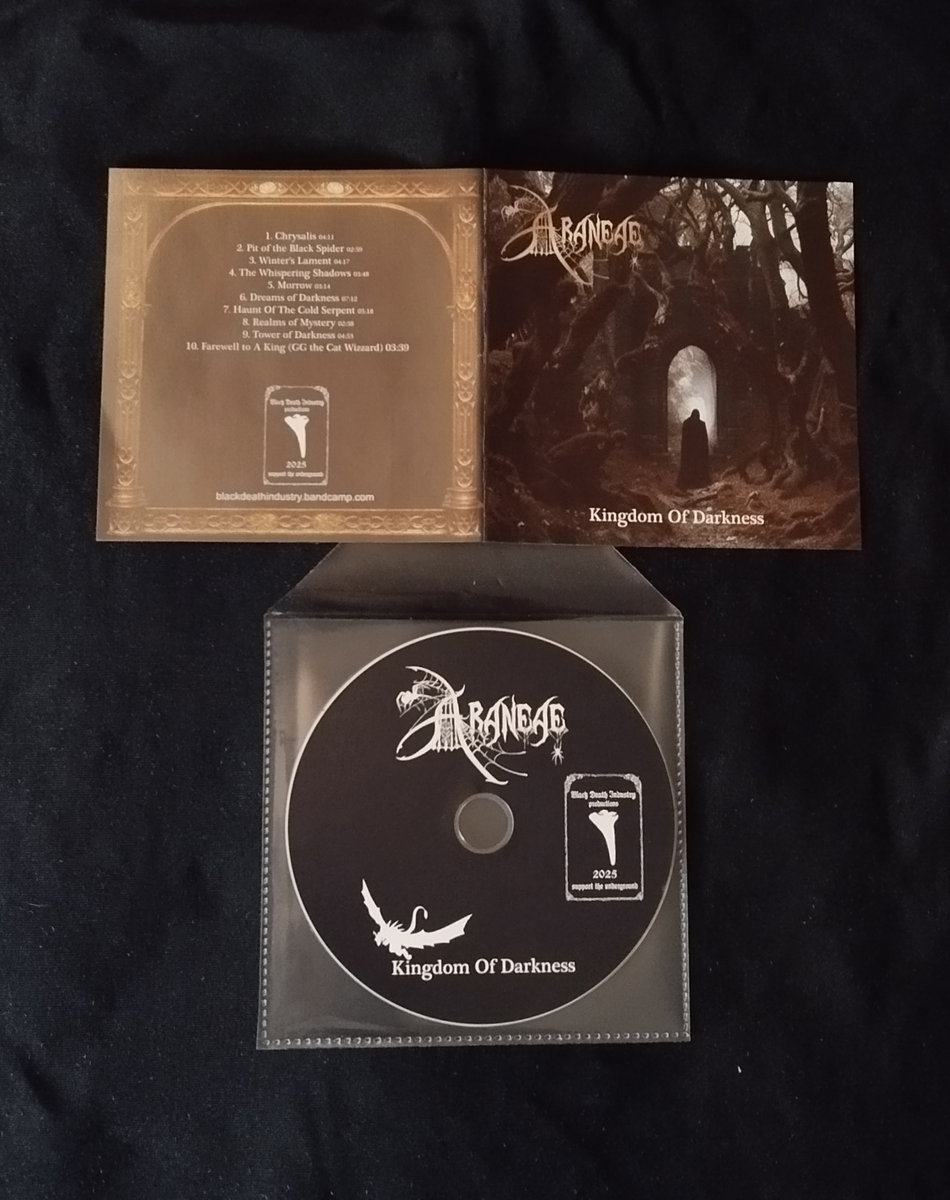 1. Chrysalis 04:11
2. Pit of the Black Spider 02:59
3. Winter's Lament 04:17
4. The Whispering Shadows 05:48
5. Morrow 03:14
6. Dreams of Darkness 07:12
7. Haunt Of The Cold Serpent 05:18
8. Realms of Mystery 02:58
9. Tower of Darkness 04:53
10. Farewell to A King (GG the Cat Wizzard) 03:39
Black Death Industry
productions
2025
support the underground
blackdeathindustry.bandcamp.com
ARANEAE
Kingdom Of Darkness
ARANEAE
Black Death Industry
productions
2025
support the underground
Kingdom Of Darkness